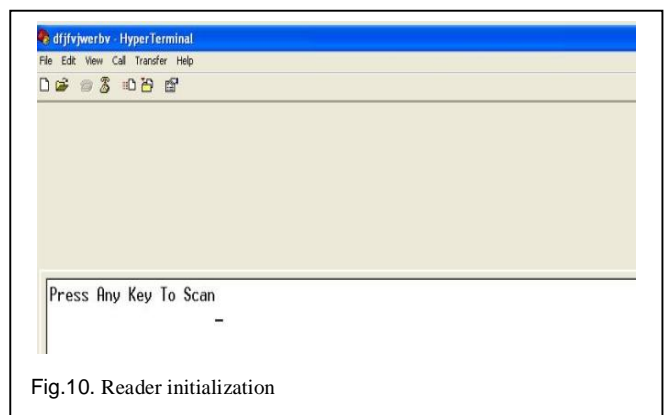 dfjfvjwerbv - HyperTerminal
File Edit View Call Transfer Help
Press Any Key To Scan
Fig.10. Reader initialization